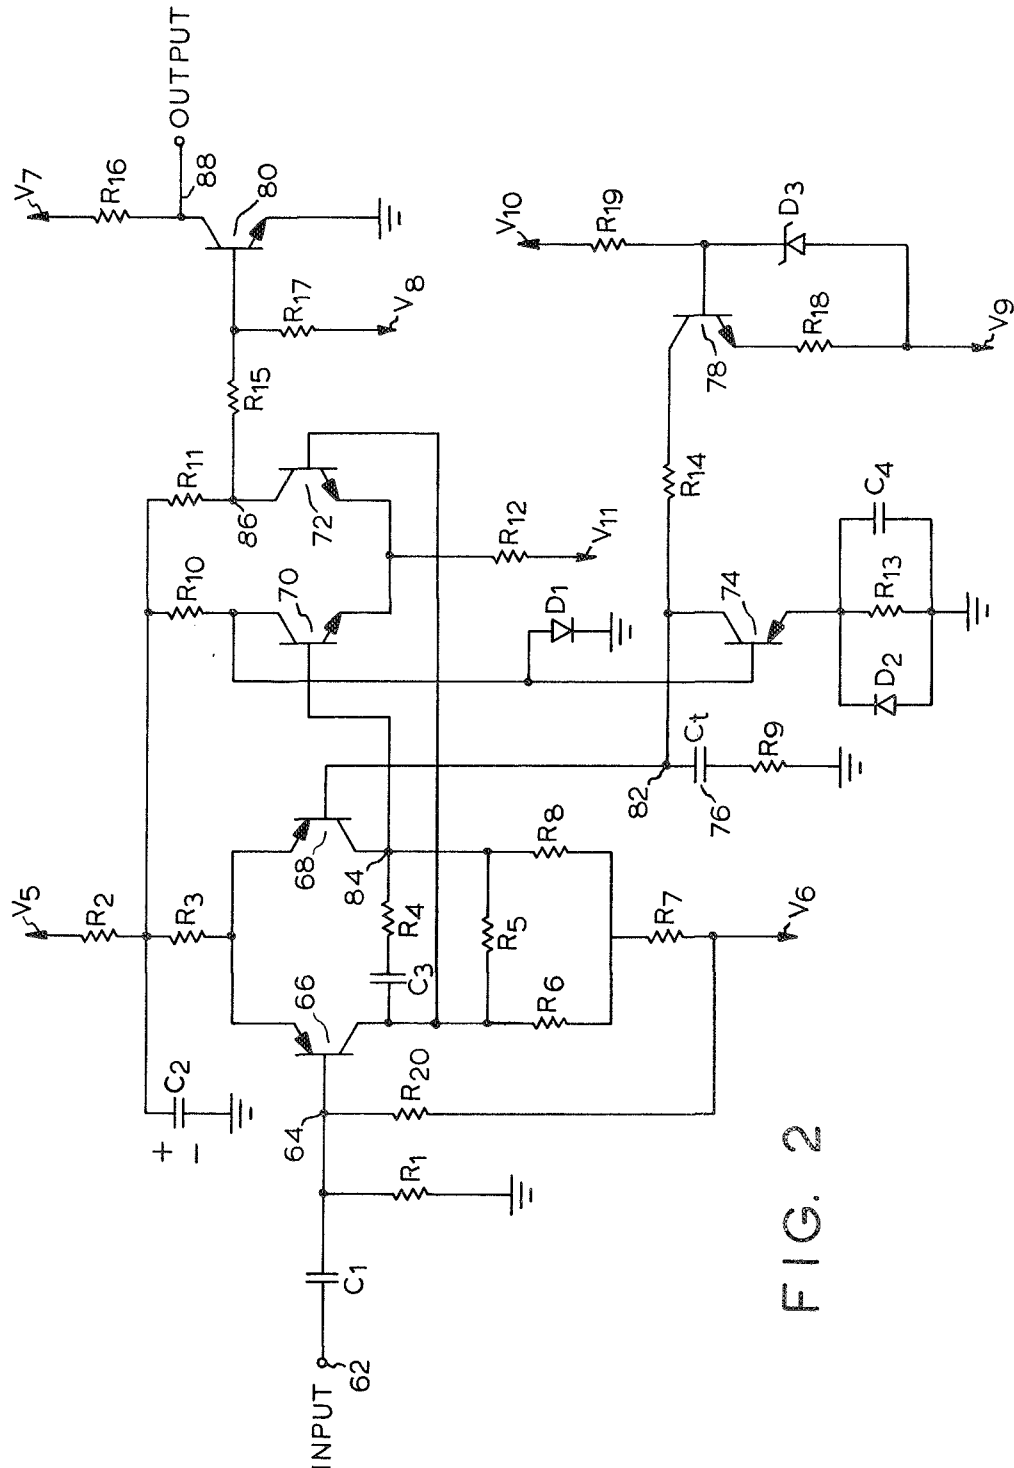 INPUT
62
C1
R1
64
R20
+
-
C2
V5
R2
R3
66
68
C3
R4
84
R5
R6
R8
R7
V6
R10
R11
70
72
86
R12
V11
D1
R15
R17
V8
V7
R16
88
OUTPUT
80
82
Ct
76
R9
74
D2
R13
C4
R14
78
V10
R19
D3
R18
V9
FIG. 2